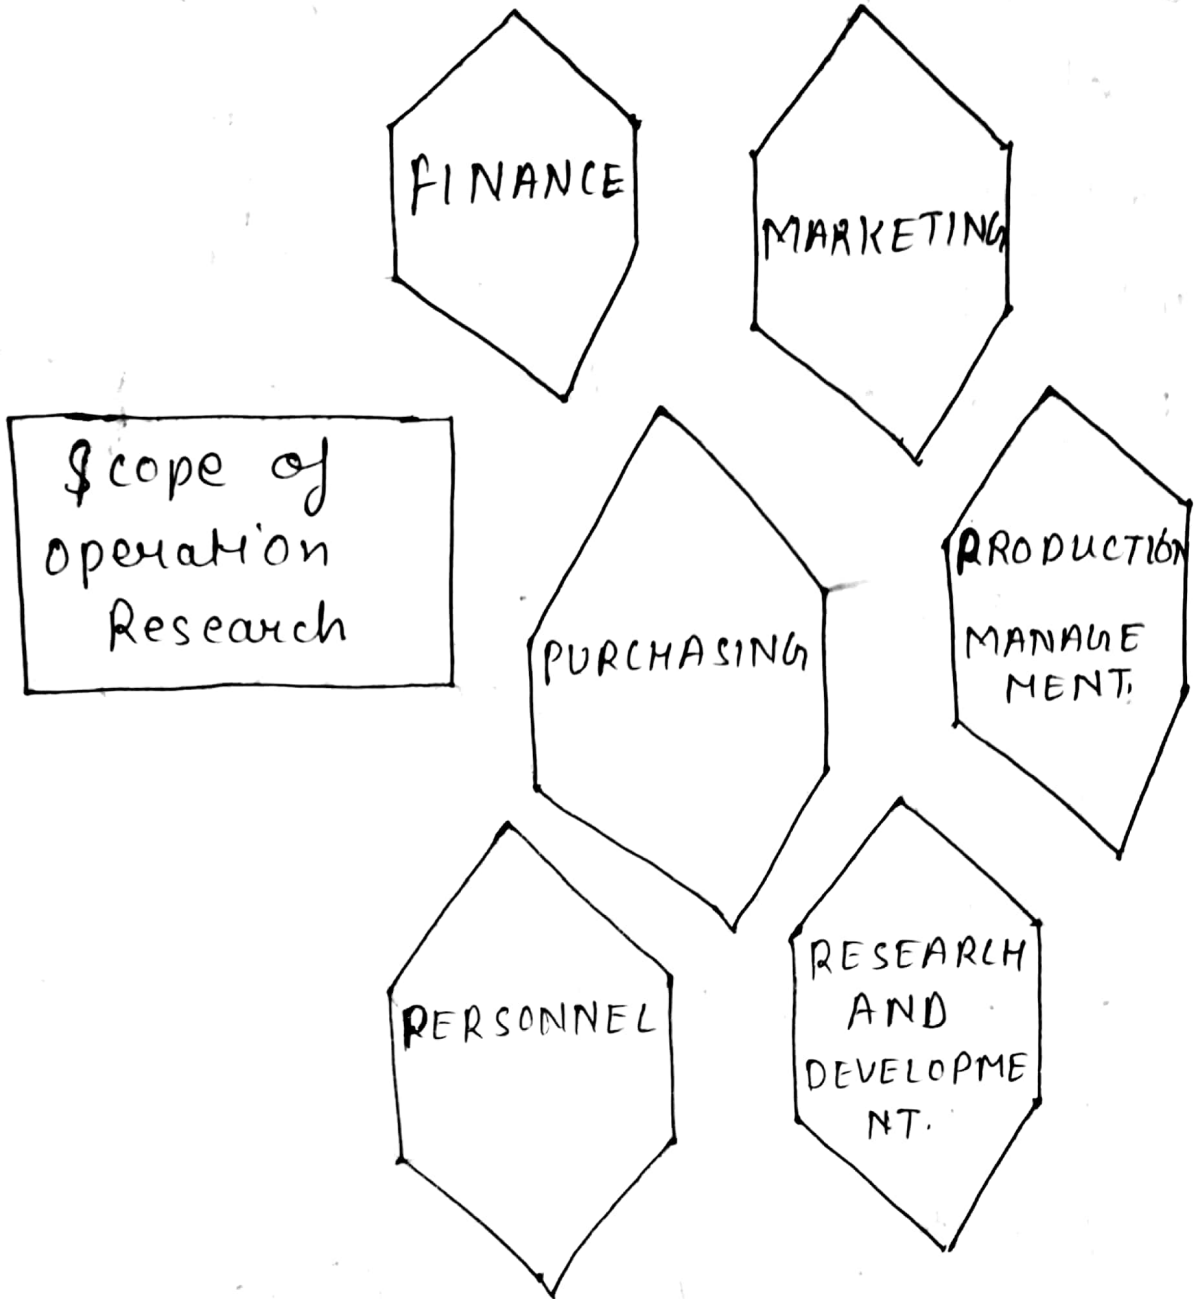 FINANCE
MARKETING
Scope of
operation
Research
PURCHASING
PRODUCTION
MANAGE
MENT.
PERSONNEL
RESEARCH
AND
DEVELOPME
NT.